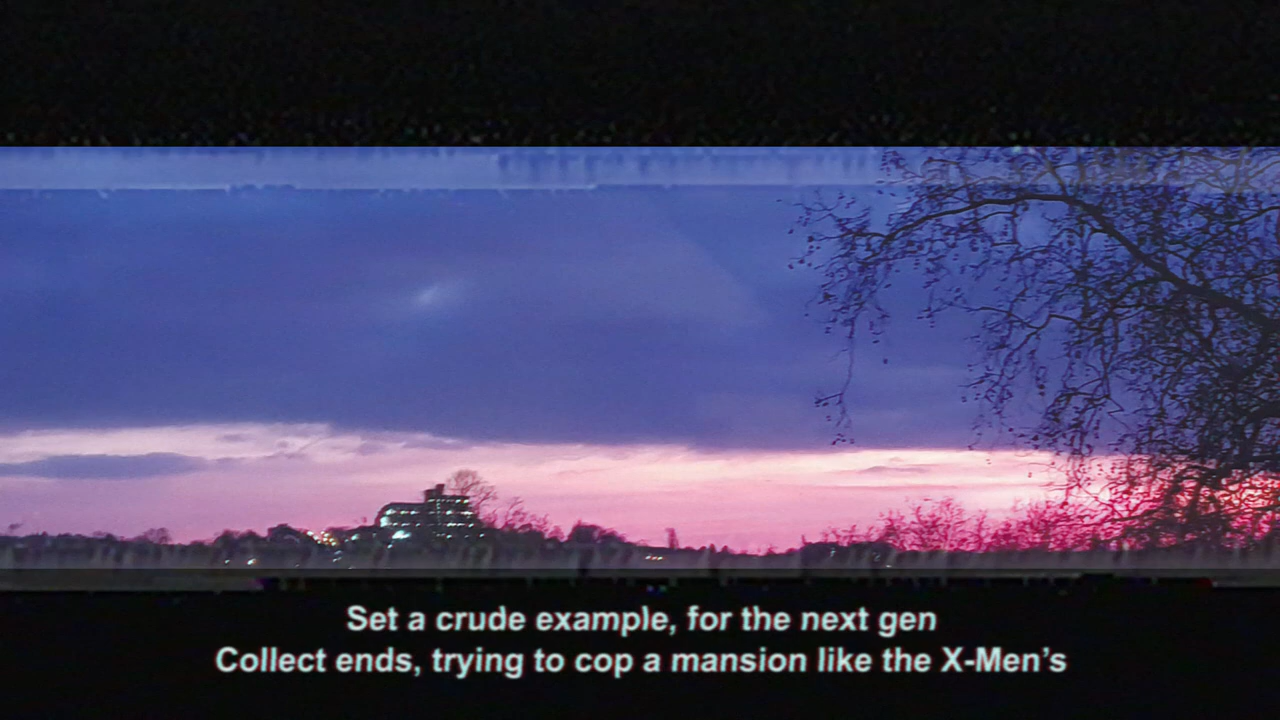 Set a crude example, for the next gen
Collect ends, trying to cop a mansion like the X-Men’s